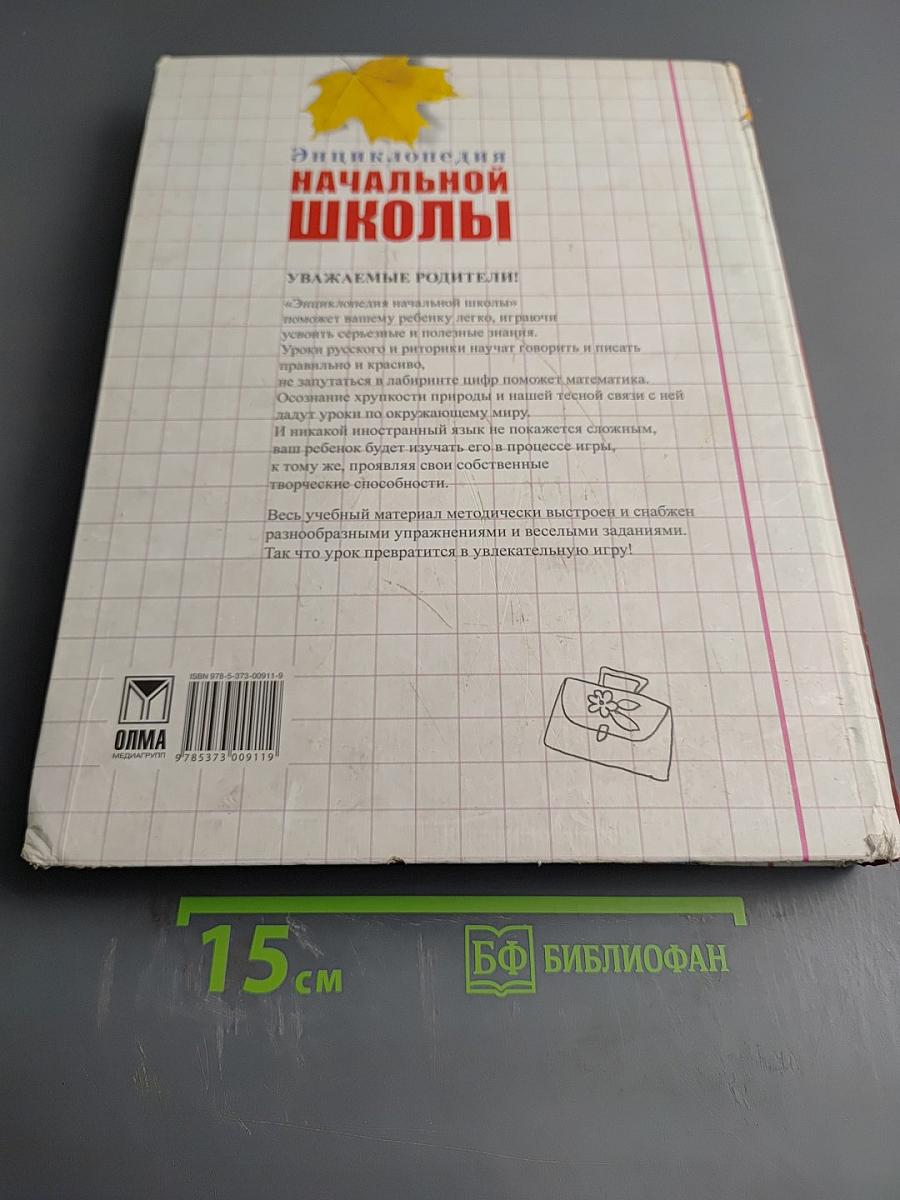 Энциклопедия
НАЧАЛЬНОЙ
ШКОЛЫ
УВАЖАЕМЫЕ РОДИТЕЛИ!
«Энциклопедия начальной школы»
поможет вашему ребенку легко, играючи
усвоить серьезные и полезные знания.
Уроки русского и риторики научат говорить и писать
правильно и красиво,
не запутаться в лабиринте цифр поможет математика.
Осознание хрупкости природы и нашей тесной связи с ней
дадут уроки по окружающему миру.
И никакой иностранный язык не покажется сложным,
ваш ребенок будет изучать его в процессе игры,
к тому же, проявляя свои собственные
творческие способности.
Весь учебный материал методически выстроен и снабжен
разнообразными упражнениями и веселыми заданиями.
Так что урок превратится в увлекательную игру!
ISBN 978-5-373-00911-9
ОЛМА
МЕДИАГРУПП
9785373 009119
15 см
БФ БИБЛИОФАН